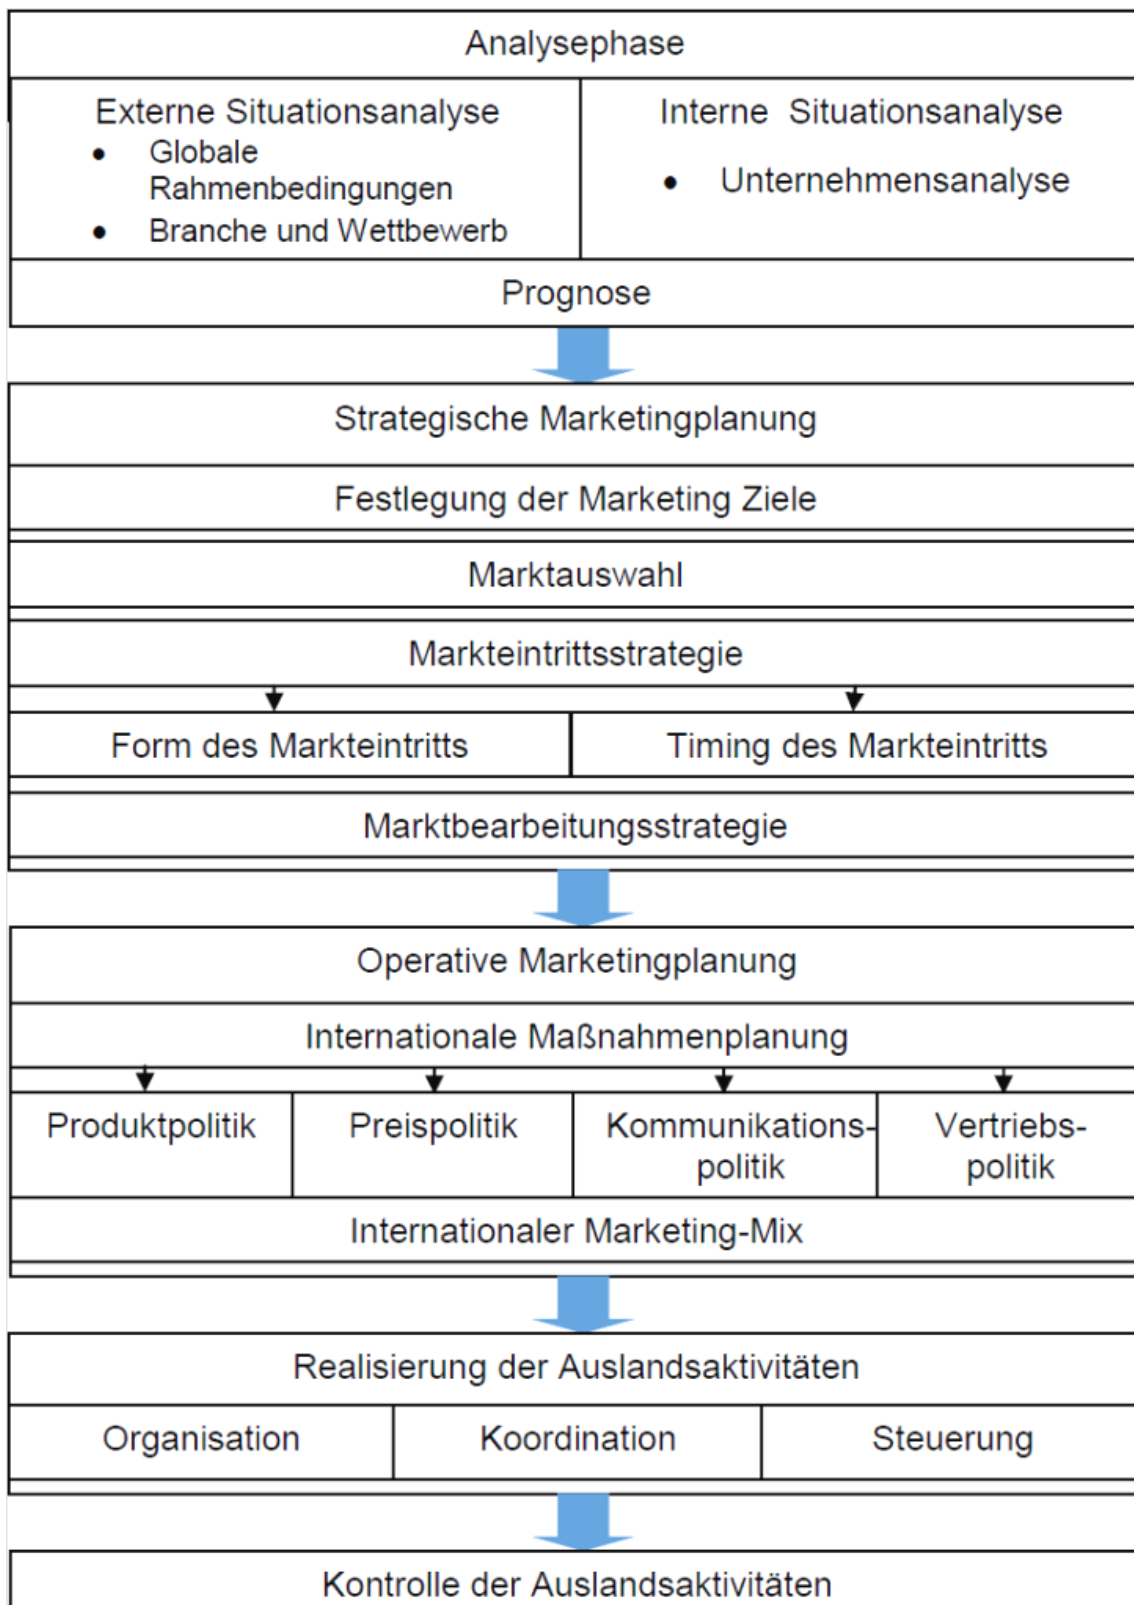 Analysephase
Externe Situationsanalyse
• Globale
Rahmenbedingungen
• Branche und Wettbewerb
Interne Situationsanalyse
• Unternehmensanalyse
Prognose
Strategische Marketingplanung
Festlegung der Marketing Ziele
Marktauswahl
Markteintrittsstrategie
Form des Markteintritts
Timing des Markteintritts
Marktbearbeitungsstrategie
Operative Marketingplanung
Internationale Maßnahmenplanung
Produktpolitik
Preispolitik
Kommunikations-
politik
Vertriebs-
politik
Internationaler Marketing-Mix
Realisierung der Auslandsaktivitäten
Organisation
Koordination
Steuerung
Kontrolle der Auslandsaktivitäten